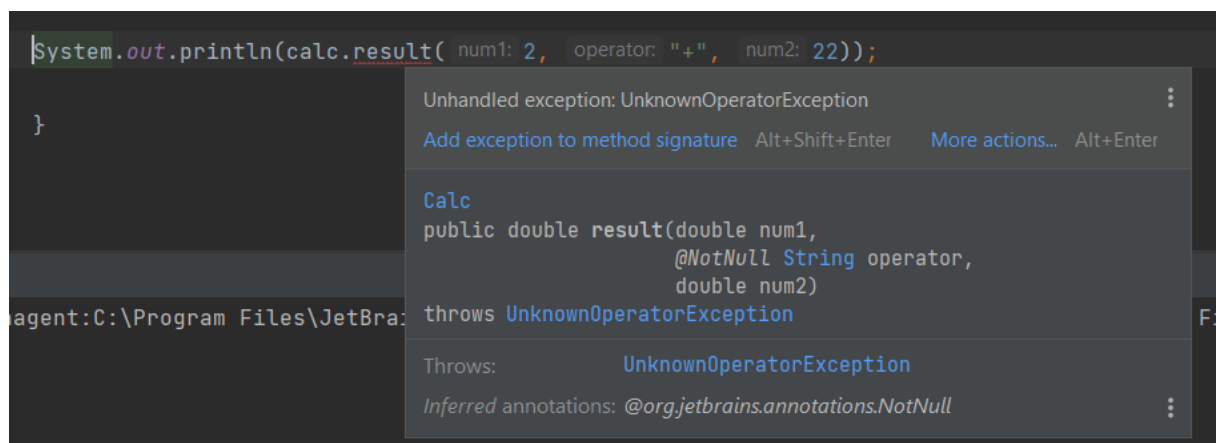 System.out.println(calc.result( num1: 2, operator: "+", num2: 22));
Unhandled exception: UnknownOperatorException
Add exception to method signature Alt+Shift+Enter More actions... Alt+Enter
}
Calc
public double result(double num1,
@NotNull String operator,
double num2)
throws UnknownOperatorException
agent:C:\Program Files\JetBra
Throws: UnknownOperatorException
Inferred annotations: @org.jetbrains.annotations.NotNull